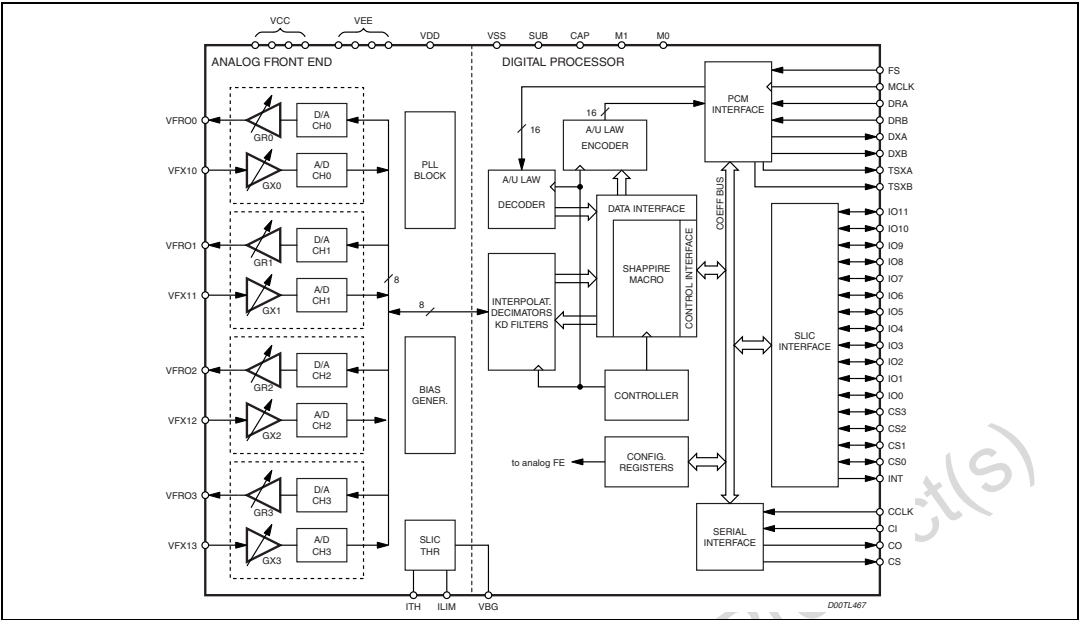 VCC VEE VDD VSS SUB CAP M1 M0
ANALOG FRONT END
DIGITAL PROCESSOR
VFRO0
GR0
D/A
CH0
VFX10
GX0
A/D
CH0
VFRO1
GR1
D/A
CH1
VFX11
GX1
A/D
CH1
VFRO2
GR2
D/A
CH2
VFX12
GX2
A/D
CH2
VFRO3
GR3
D/A
CH3
VFX13
GX3
A/D
CH3
PLL
BLOCK
8
8
BIAS
GENER.
SLIC
THR
ITH ILIM VBG
16
16
A/U LAW
ENCODER
A/U LAW
DECODER
DATA INTERFACE
SHAPPIRE
MACRO
CONTROL INTERFACE
INTERPOLAT.
DECIMATORS
KD FILTERS
CONTROLLER
to analog FE
CONFIG.
REGISTERS
COEFF BUS
PCM
INTERFACE
SLIC
INTERFACE
SERIAL
INTERFACE
FS
MCLK
DRA
DRB
DXA
DXB
TSXA
TSXB
IO11
IO10
IO9
IO8
IO7
IO6
IO5
IO4
IO3
IO2
IO1
IO0
CS3
CS2
CS1
CS0
INT
CCLK
CI
CO
CS
D00TL467
ct(s)